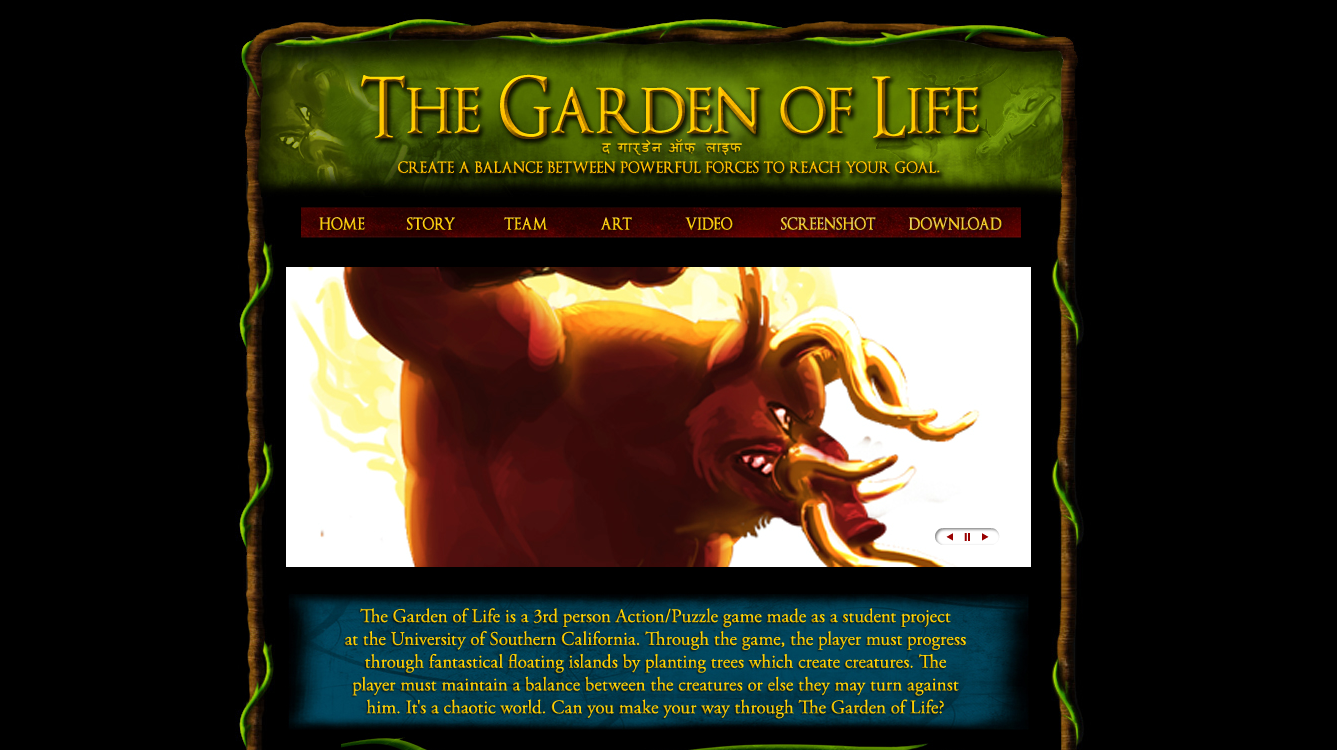 THE GARDEN OF LIFE
द गार्डेन ऑफ लाइफ
CREATE A BALANCE BETWEEN POWERFUL FORCES TO REACH YOUR GOAL.
HOME STORY TEAM ART VIDEO SCREENSHOT DOWNLOAD
The Garden of Life is a 3rd person Action/Puzzle game made as a student project
at the University of Southern California. Through the game, the player must progress
through fantastical floating islands by planting trees which create creatures. The
player must maintain a balance between the creatures or else they may turn against
him. It's a chaotic world. Can you make your way through The Garden of Life?